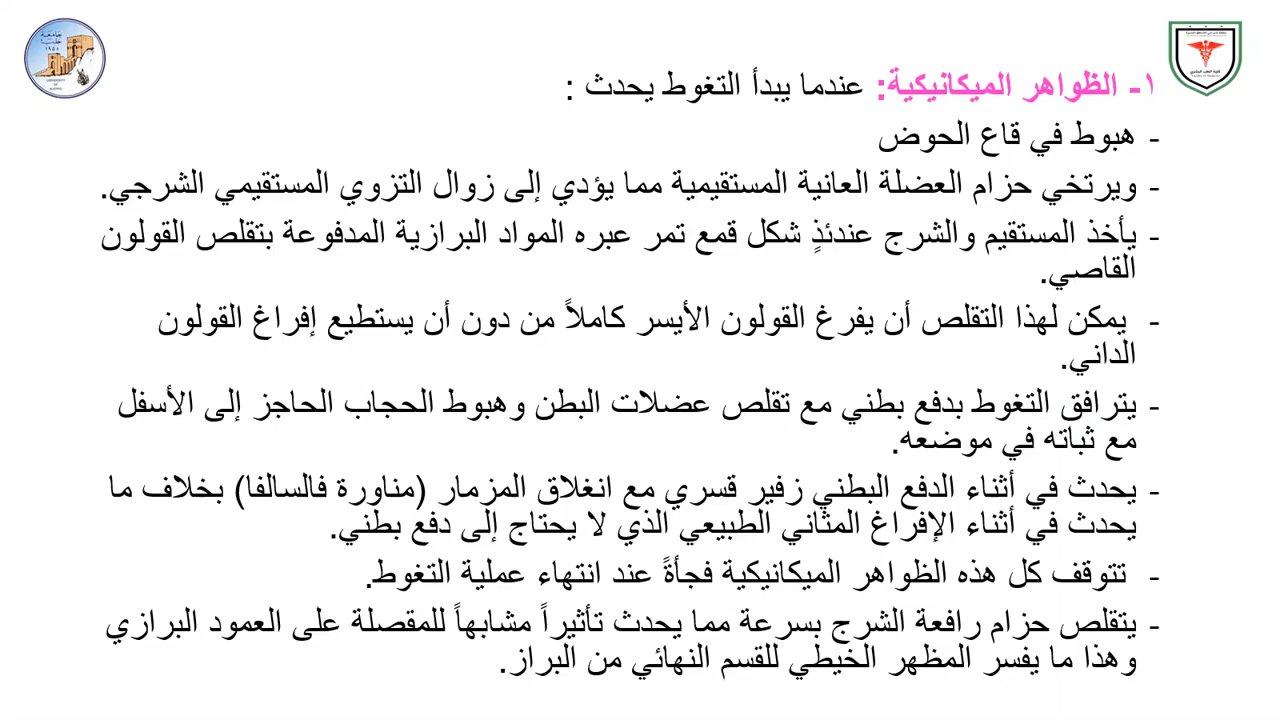 ١- الظواهر الميكانيكية: عندما يبدأ التغوط يحدث :
- هبوط في قاع الحوض
- ويرتخي حزام العضلة العانية المستقيمية مما يؤدي إلى زوال التزوي المستقيمي الشرجي.
- يأخذ المستقيم والشرج عندئذٍ شكل قمع تمر عبره المواد البرازية المدفوعة بتقلص القولون
القاصي.
- يمكن لهذا التقلص أن يفرغ القولون الأيسر كاملاً من دون أن يستطيع إفراغ القولون
الداني.
- يترافق التغوط بدفع بطني مع تقلص عضلات البطن وهبوط الحجاب الحاجز إلى الأسفل
مع ثباته في موضعه.
- يحدث في أثناء الدفع البطني زفير قسري مع انغلاق المزمار (مناورة فالسالفا) بخلاف ما
يحدث في أثناء الإفراغ المثاني الطبيعي الذي لا يحتاج إلى دفع بطني.
- تتوقف كل هذه الظواهر الميكانيكية فجأةً عند انتهاء عملية التغوط.
- يتقلص حزام رافعة الشرج بسرعة مما يحدث تأثيراً مشابهاً للمقصلة على العمود البرازي
وهذا ما يفسر المظهر الخيطي للقسم النهائي من البراز.